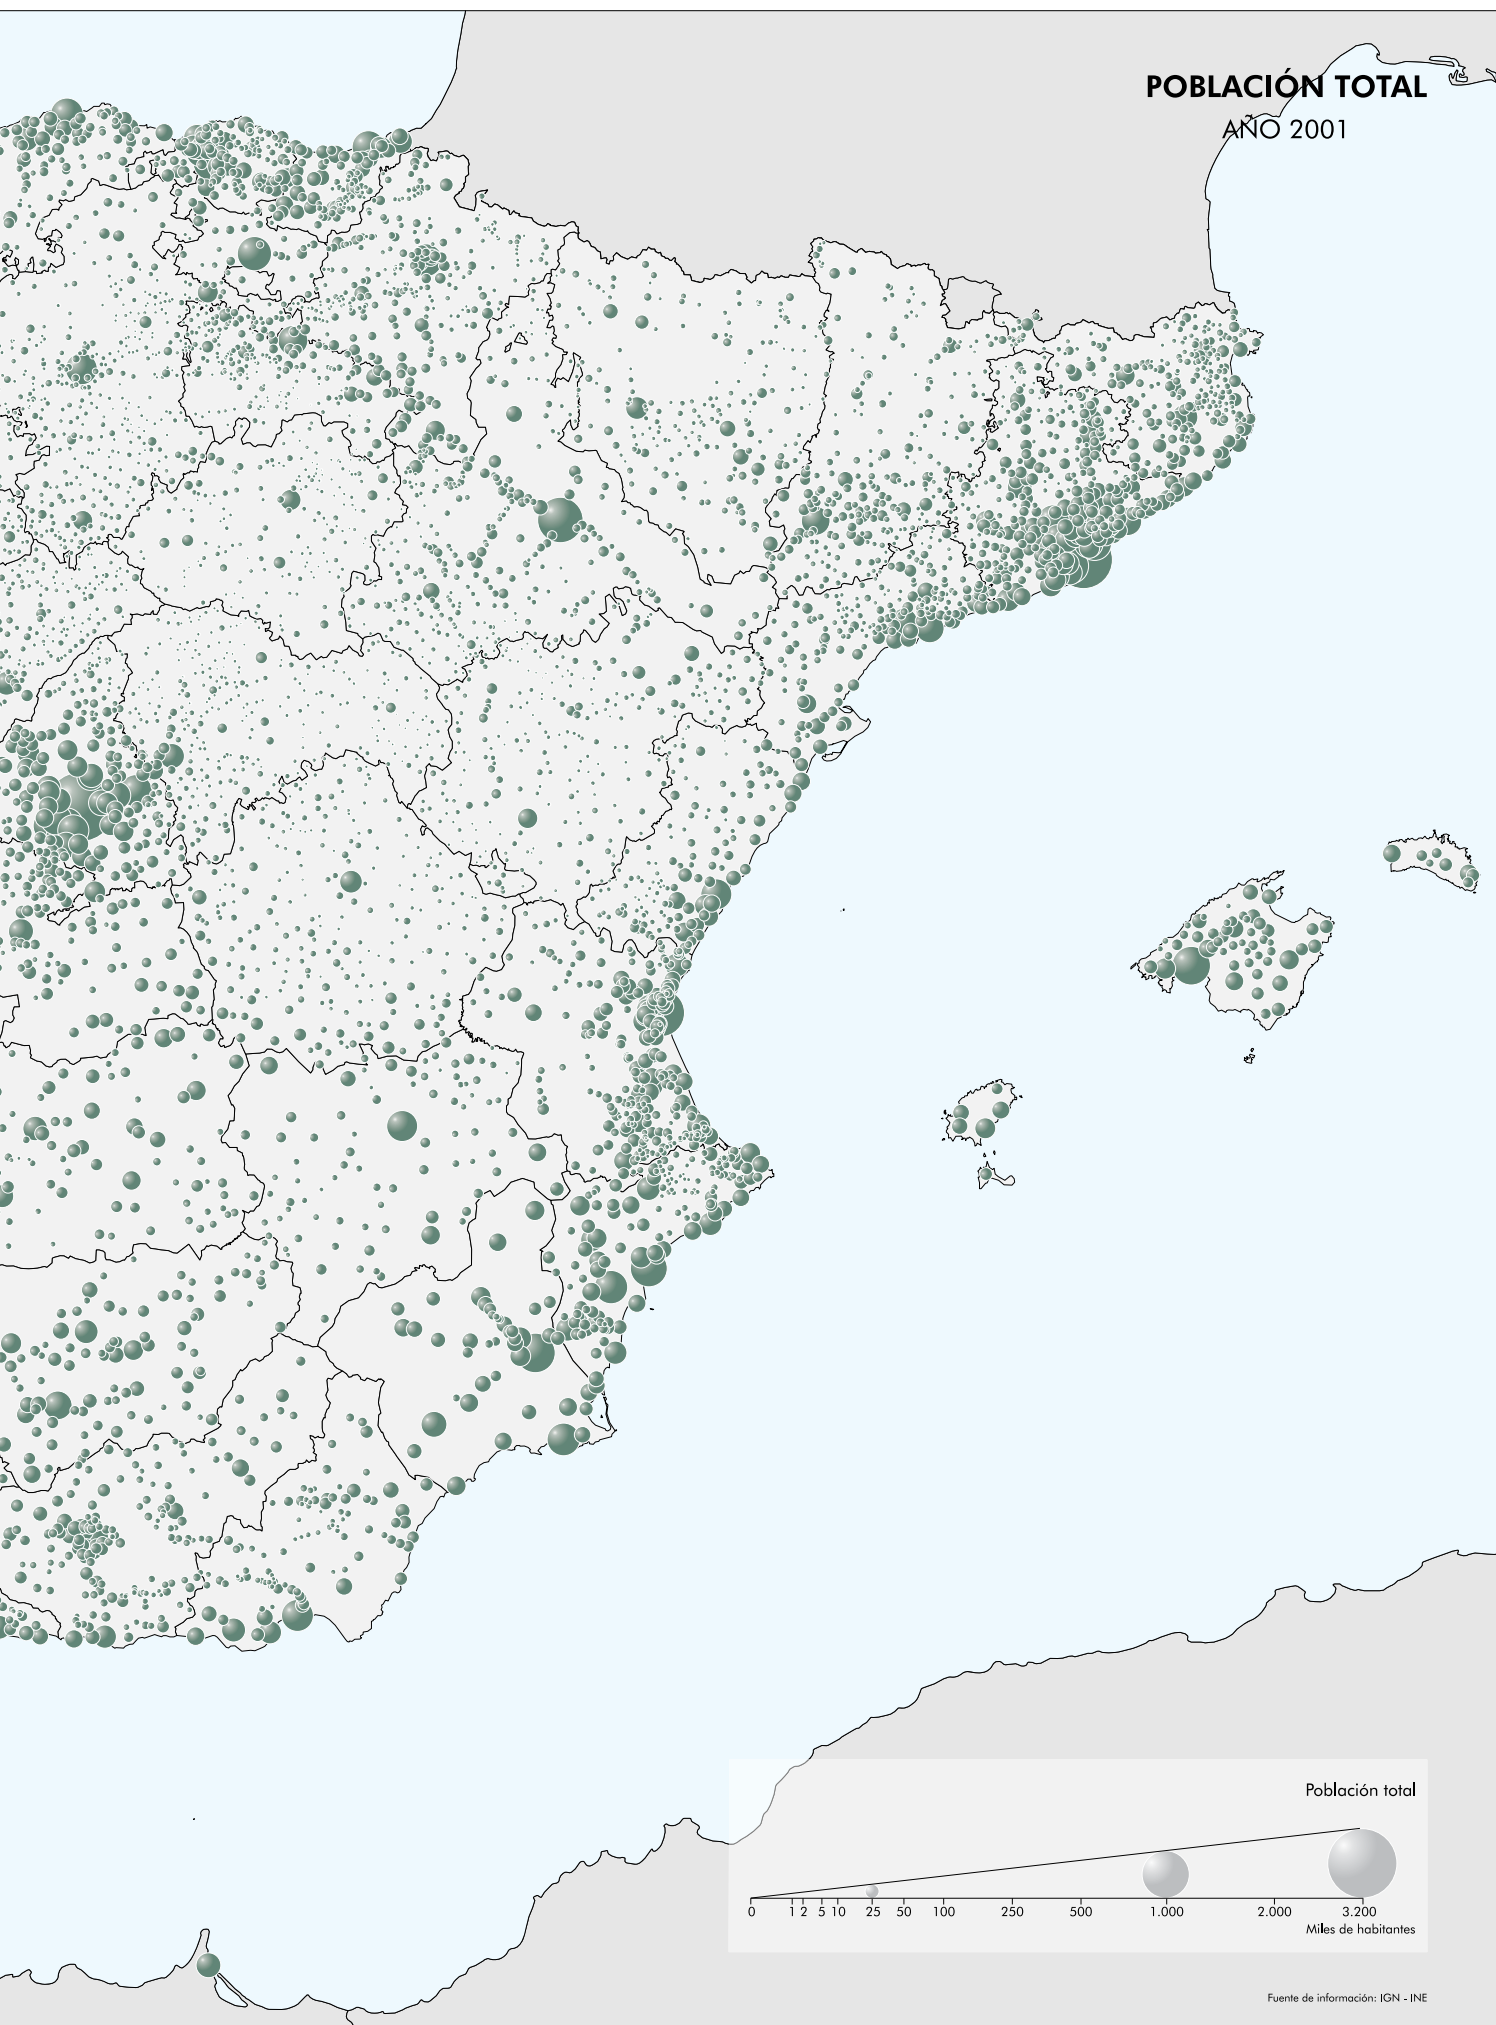 POBLACIÓN TOTAL
AÑO 2001
Población total
0 1 2 5 10 25 50 100 250 500 1.000 2.000 3.200
Miles de habitantes
Fuente de información: IGN - INE